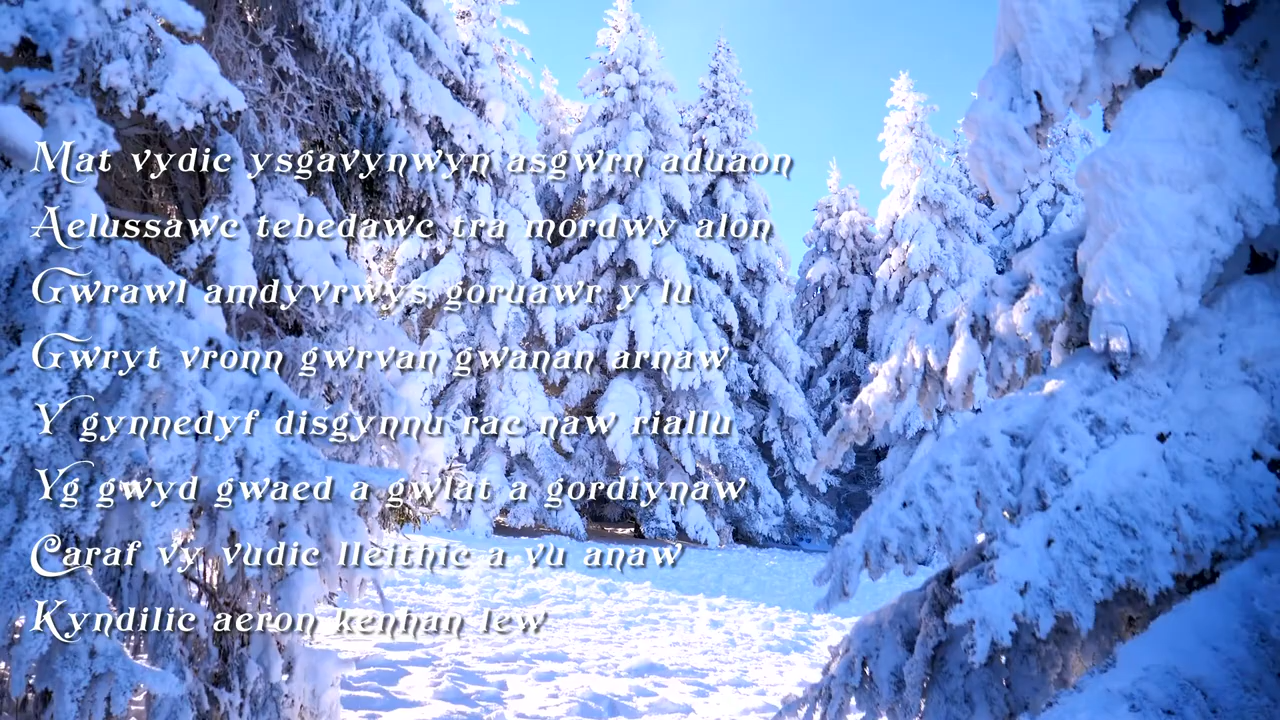 Mat vydic ysgavynwyn asgwrn aduaon
Aelussawc tebedawc tra mordwy alon
Gwrawl amdyvrwys goruawr y lu
Gwryt vronn gwrvan gwanan arnaw
Y gynnedyf disgynnu rac naw riallu
Yg gwyd gwaed a gwlat a gordiynaw
Caraf vy vudic lleithic a vu anaw
Kyndilic aeron kenhan lew